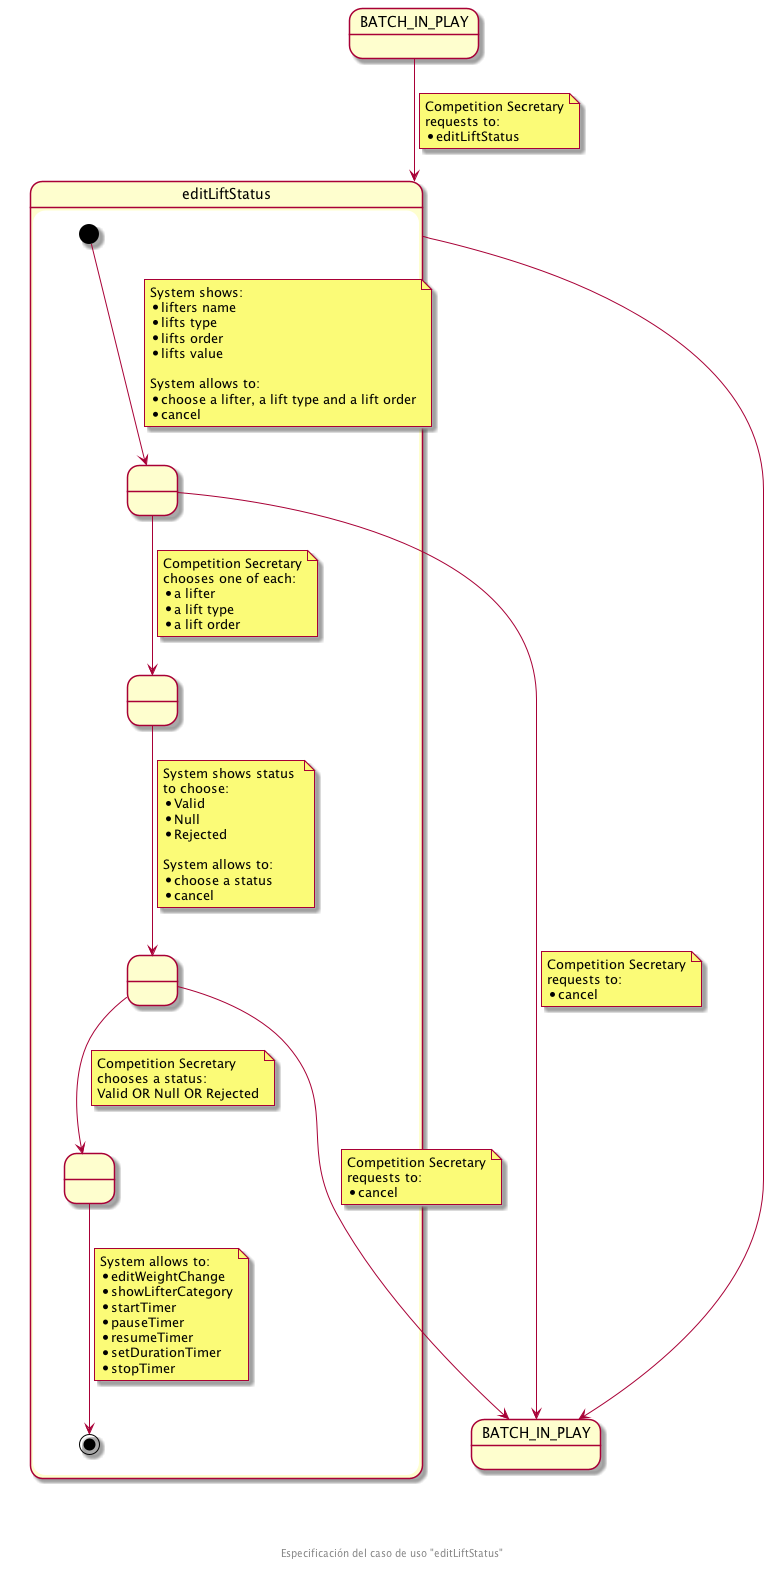 BATCH_IN_PLAY
Competition Secretary
requests to:
• editLiftStatus
editLiftStatus
System shows:
• lifters name
• lifts type
• lifts order
• lifts value
System allows to:
• choose a lifter, a lift type and a lift order
• cancel
Competition Secretary
chooses one of each:
• a lifter
• a lift type
• a lift order
System shows status
to choose:
• Valid
• Null
• Rejected
System allows to:
• choose a status
• cancel
Competition Secretary
requests to:
• cancel
Competition Secretary
chooses a status:
Valid OR Null OR Rejected
Competition Secretary
requests to:
• cancel
System allows to:
• editWeightChange
• showLifterCategory
• startTimer
• pauseTimer
• resumeTimer
• setDurationTimer
• stopTimer
BATCH_IN_PLAY
Especificación del caso de uso "editLiftStatus"